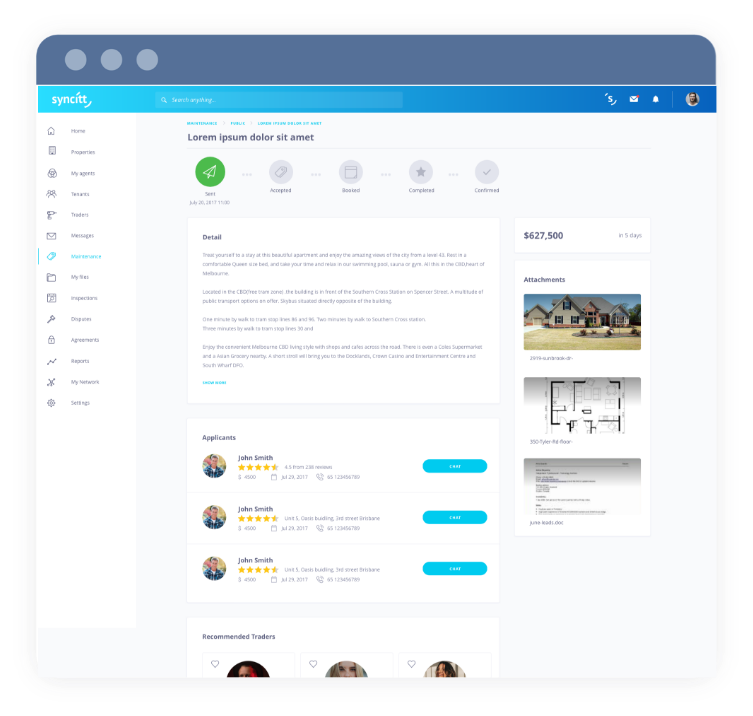 syncitt
Search anything..
Home
Properties
My agents
Tenants
Traders
Messages
Maintenance
My files
Inspections
Disputes
Agreements
Reports
My Network
Settings
MAINTENANCE > PUBLIC > LOREM IPSUM DOLOR SIT AMET
Lorem ipsum dolor sit amet
Sent
July 20, 2017 11:00
Accepted
Booked
Completed
Confirmed
Detail
Treat yourself to a stay at this beautiful apartment and enjoy the amazing views of the city from a level 43. Rest in a
comfortable Queen size bed, and take your time and relax in our swimming pool, sauna or gym. All this in the CBD/heart of
Melbourne.
Located in the CBD/free tram zone, the building is in front of the Southern Cross Station on Spencer Street. A multitude of
public transport options on offer. Skybus situated directly opposite of the building.
One minute by walk to tram stop lines 86 and 96. Two minutes by walk to Southern Cross station.
Three minutes by walk to tram stop lines 30 and
Enjoy the convenient Melbourne CBD living style with shops and cafes across the road. There is even a Coles Supermarket
and a Asian Grocery nearby. A short stroll will bring you to the Docklands, Crown Casino and Entertainment Centre and
South Wharf DFO.
SHOW MORE
Applicants
John Smith
4.5 from 238 reviews
$ 4500 Jul 29, 2017 65 123456789
CHAT
John Smith
Unit 5, Oasis building, 3rd street Brisbane
$ 4500 Jul 29, 2017 65 123456789
CHAT
John Smith
Unit 5, Oasis building, 3rd street Brisbane
$ 4500 Jul 29, 2017 65 123456789
CHAT
Recommended Traders
$627,500
in 5 days
Attachments
2919-sunbrook-dr-
350-Tyler-Rd-floor-
june-leads.doc